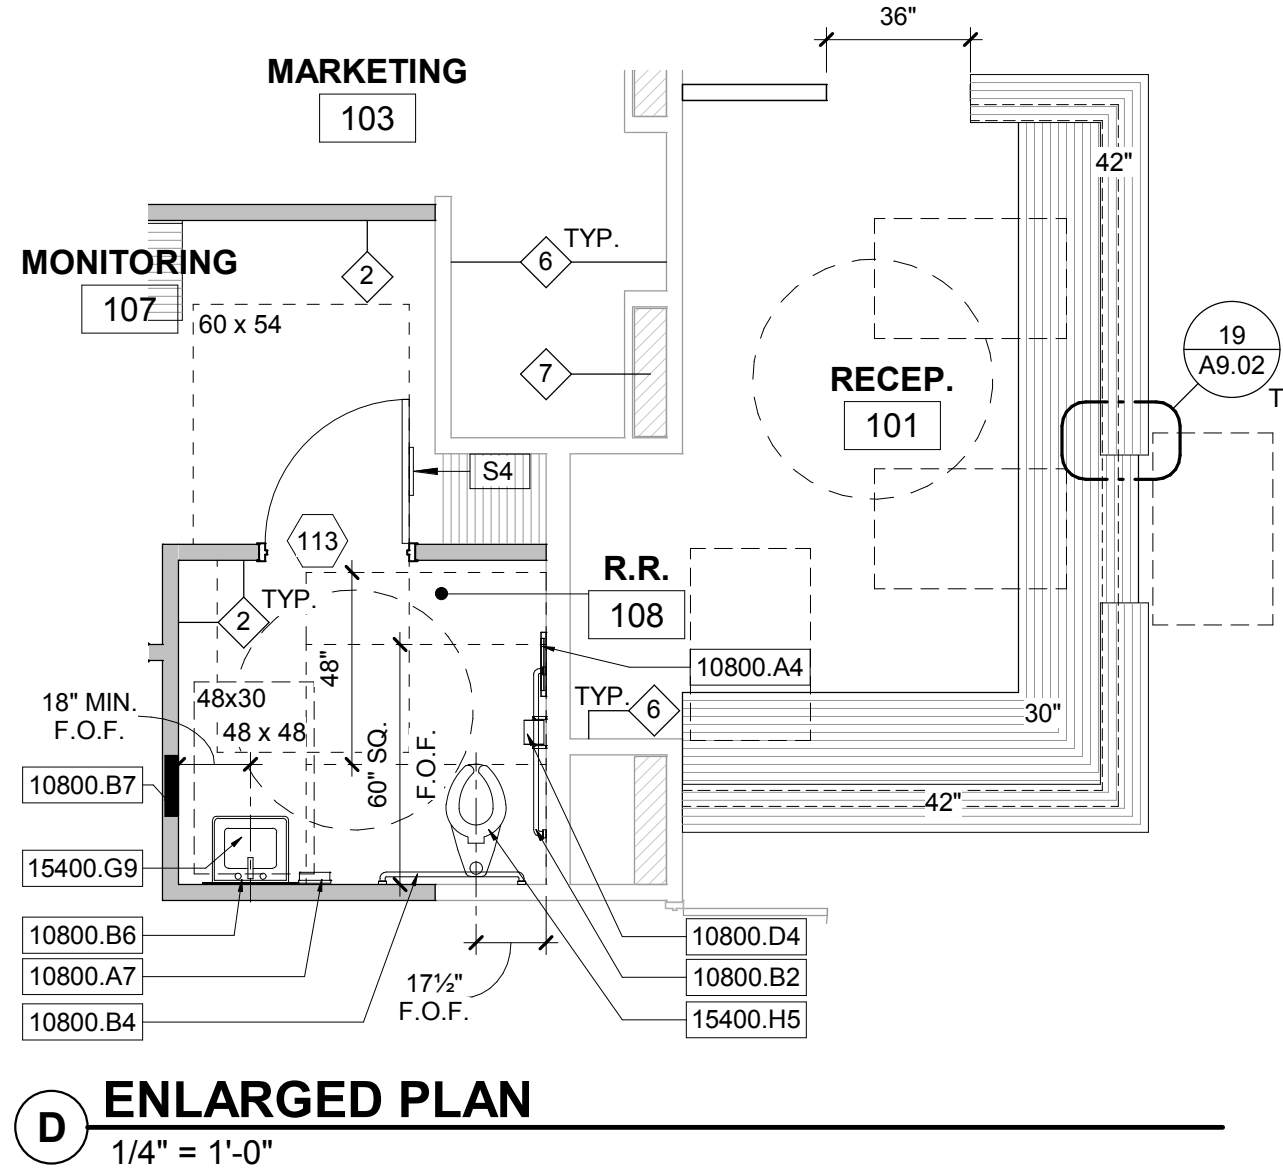 36"
MARKETING
103
42"
TYP.
6
2
MONITORING
107
60 x 54
19
A9.02
7
RECEP.
101
T
S4
113
R.R.
108
TYP.
2
48"
10800.A4
18" MIN.
F.O.F.
48x30
48 x 48
60" SQ.
F.O.F.
TYP.
6
30"
10800.B7
42"
15400.G9
10800.B6
10800.A7
10800.B4
17½"
F.O.F.
10800.D4
10800.B2
15400.H5
D
ENLARGED PLAN
1/4" = 1'-0"